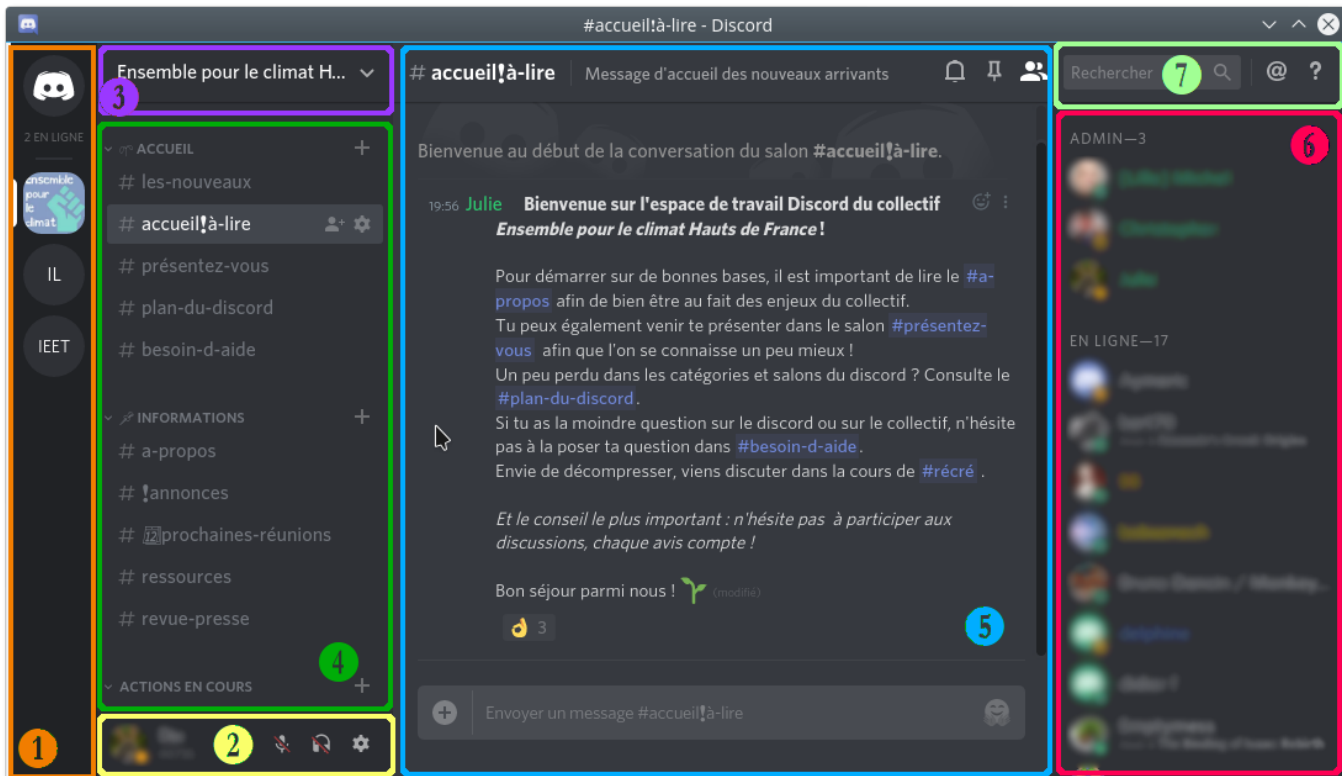 #accueil❗à-lire - Discord
2 EN LIGNE
ensemble
pour
le
climat
IL
IEET
1
Ensemble pour le climat H...
3
ACCUEIL
# les-nouveaux
# accueil❗à-lire
# présentez-vous
# plan-du-discord
# besoin-d-aide
INFORMATIONS
# a-propos
# ❗annonces
# 📅prochaines-réunions
# ressources
# revue-presse
4
ACTIONS EN COURS
2
# accueil❗à-lire Message d'accueil des nouveaux arrivants
Bienvenue au début de la conversation du salon #accueil❗à-lire.
19:56 Julie Bienvenue sur l'espace de travail Discord du collectif
Ensemble pour le climat Hauts de France !
Pour démarrer sur de bonnes bases, il est important de lire le #a-
propos afin de bien être au fait des enjeux du collectif.
Tu peux également venir te présenter dans le salon #présentez-
vous afin que l'on se connaisse un peu mieux !
Un peu perdu dans les catégories et salons du discord ? Consulte le
#plan-du-discord.
Si tu as la moindre question sur le discord ou sur le collectif, n'hésite
pas à la poser ta question dans #besoin-d-aide.
Envie de décompresser, viens discuter dans la cours de #récré .
Et le conseil le plus important : n'hésite pas à participer aux
discussions, chaque avis compte !
Bon séjour parmi nous ! 🌱 (modifié)
👌 3
5
Envoyer un message #accueil❗à-lire
Rechercher 7 @ ?
ADMIN—3
6
EN LIGNE—17